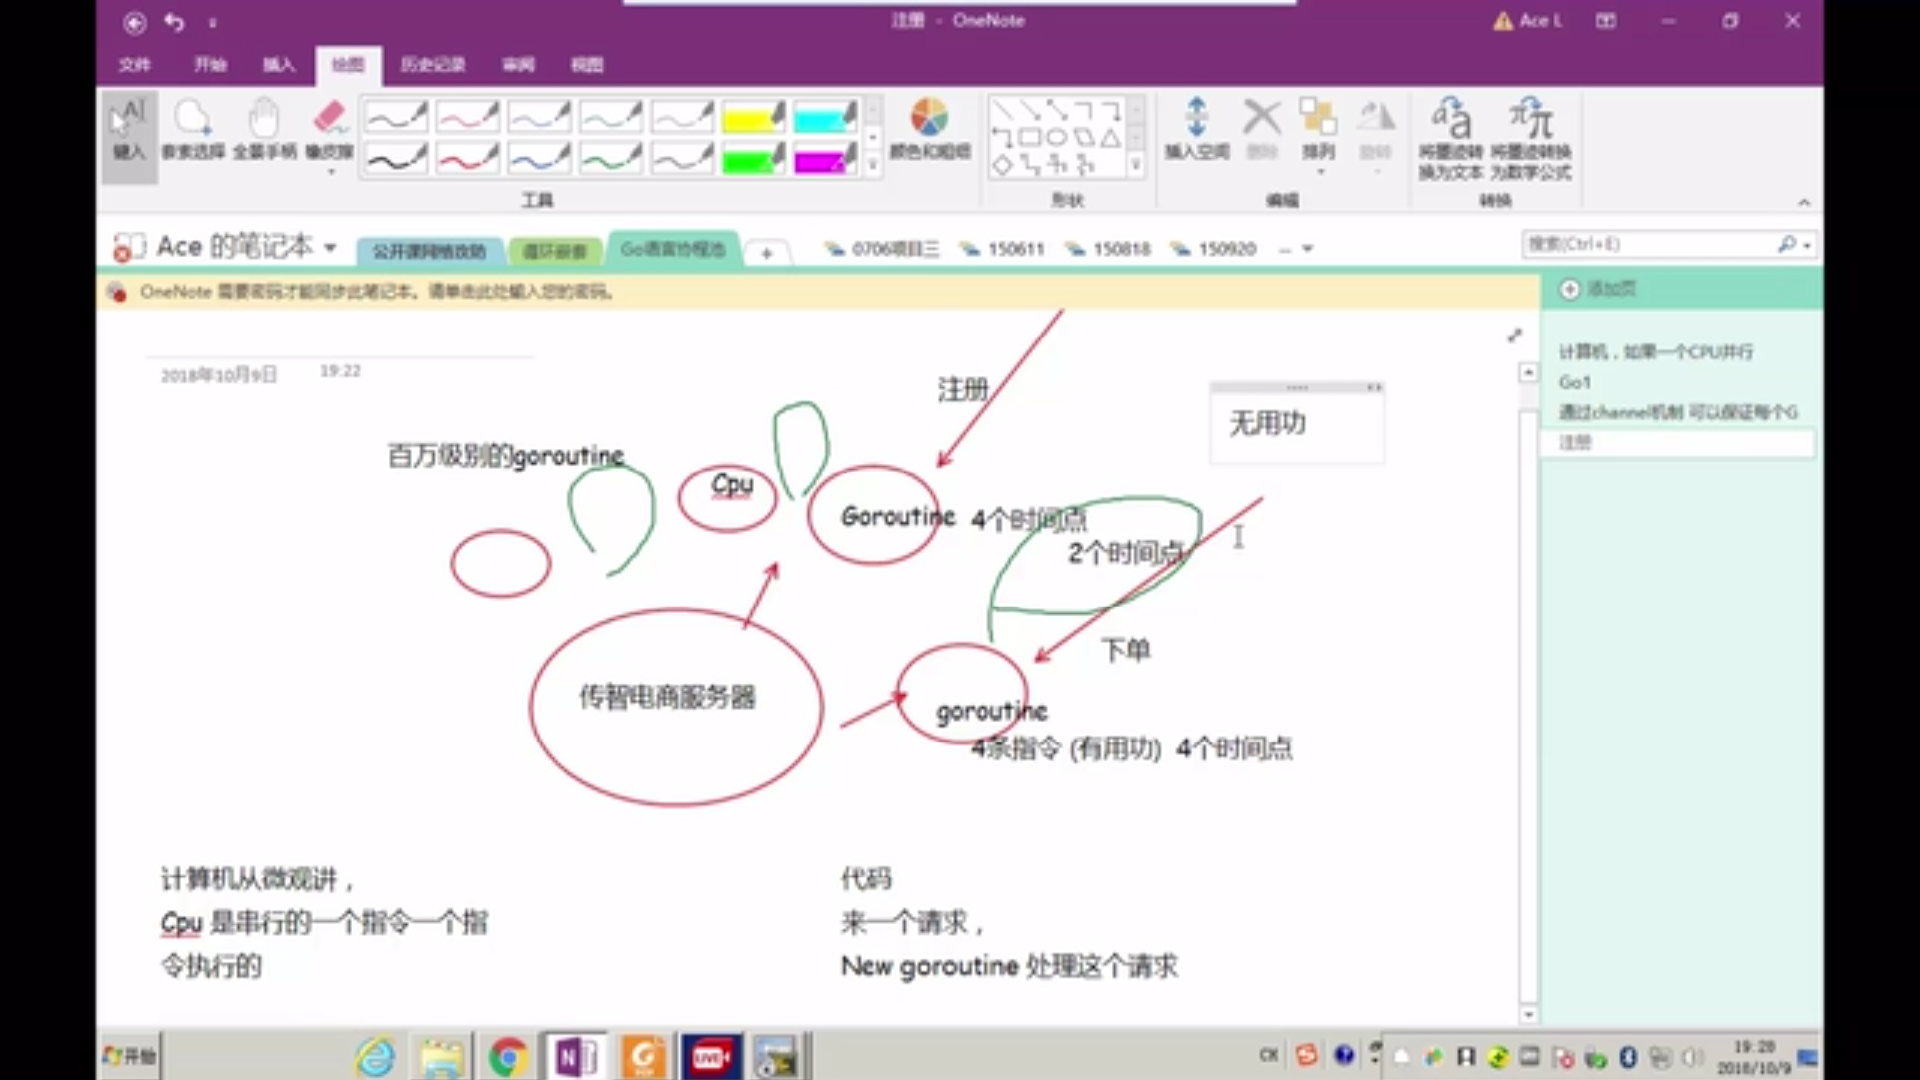 注册 - OneNote
Ace L
文件 开始 插入 绘图 历史记录 审阅 视图
键入 套索选择 全景手柄 橡皮擦 颜色和粗细 插入空间 删除 排列 旋转 将墨迹转换为文本 将墨迹转换为数学公式
工具 形状 编辑 转换
Ace 的笔记本 公开课网络攻防 循环嵌套 Go语言协程池 0706项目三 150611 150818 150920 搜索(Ctrl+E)
OneNote 需要密码才能同步此笔记本。请单击此处输入您的密码。
添加页
计算机，如果一个CPU并行
Go1
通过channel机制 可以保证每个G
注册
2018年10月9日 19:22
注册
无用功
百万级别的goroutine
Cpu
Goroutine 4个时间点
2个时间点
下单
传智电商服务器
goroutine
4条指令 (有用功) 4个时间点
计算机从微观讲，
Cpu 是串行的一个指令一个指
令执行的
代码
来一个请求，
New goroutine 处理这个请求
开始
CH
19:28
2018/10/9